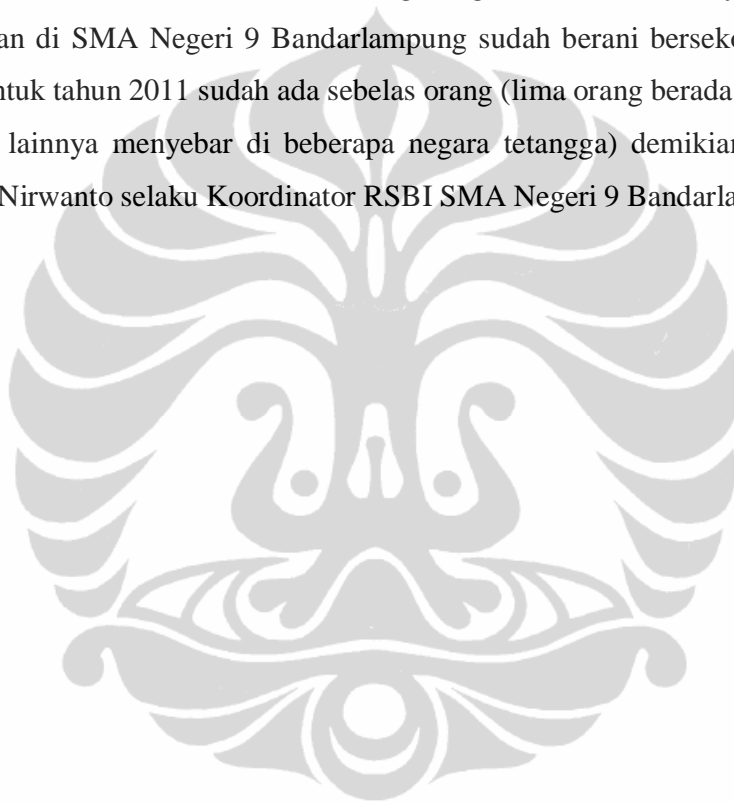 an di SMA Negeri 9 Bandarlampung sudah berani berseko
ntuk tahun 2011 sudah ada sebelas orang (lima orang berada
lainnya menyebar di beberapa negara tetangga) demikian
Nirwanto selaku Koordinator RSBI SMA Negeri 9 Bandarla